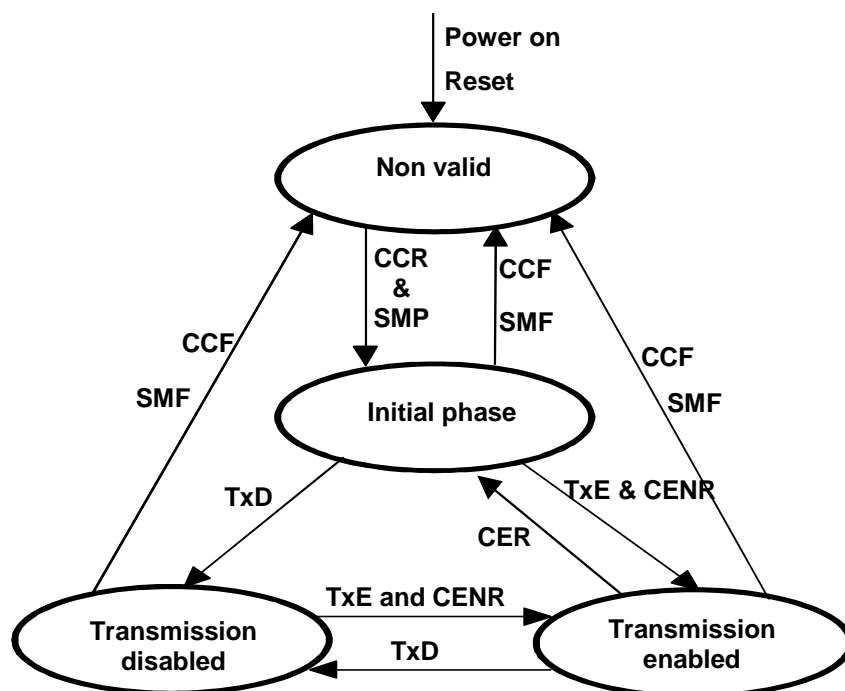 Power on
Reset
Non valid
CCR
&
SMP
CCF
SMF
CCF
SMF
CCF
SMF
Initial phase
TxD
TxE & CENR
CER
TxE and CENR
TxD
Transmission
disabled
Transmission
enabled